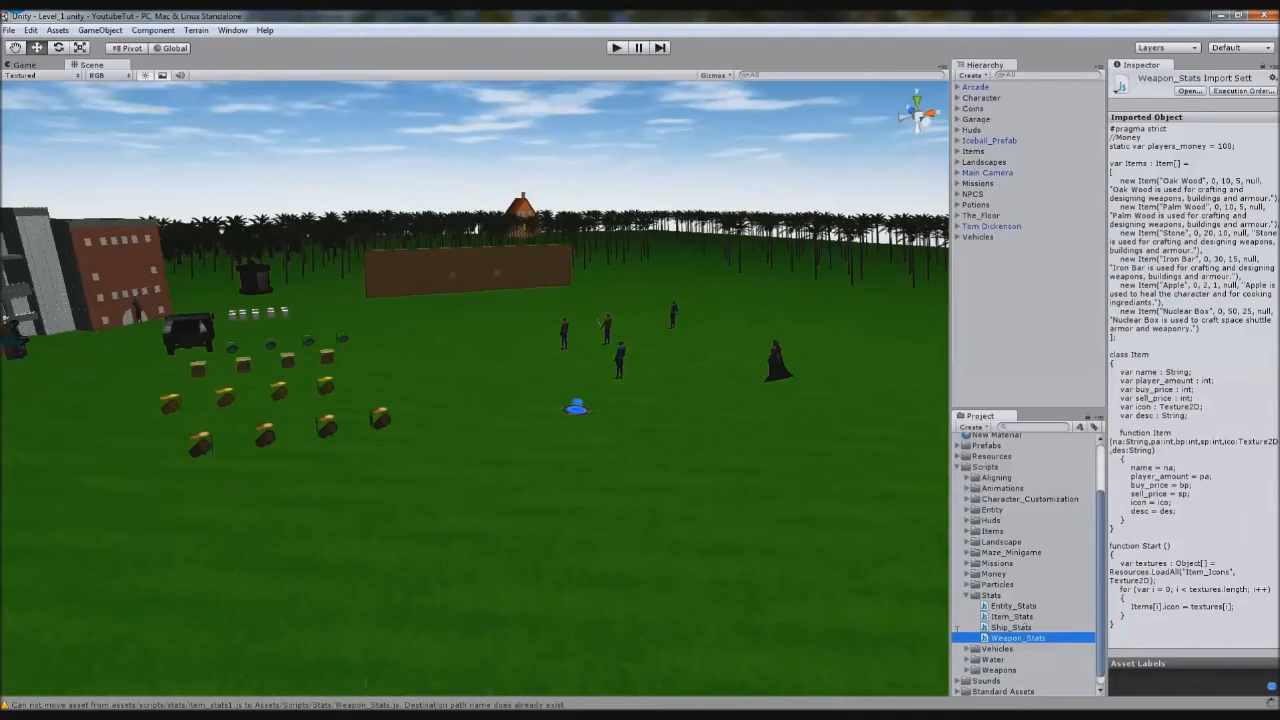 Unity - Level_1.unity - YoutubeTut - PC, Mac & Linux Standalone
File Edit Assets GameObject Component Terrain Window Help
Pivot Global Layers Default
Game Scene
Textured RGB Gizmos All
Hierarchy
Create All
Arcade
Character
Coins
Garage
Huds
Iceball_Prefab
Items
Landscapes
Main Camera
Missions
NPCS
Potions
The_Floor
Tom Dickenson
Vehicles
Project
Create
New Material
Prefabs
Resources
Scripts
Aligning
Animations
Character_Customization
Entity
Huds
Items
Landscape
Maze_Minigame
Missions
Money
Particles
Stats
Entity_Stats
Item_Stats
Ship_Stats
Weapon_Stats
Vehicles
Water
Weapons
Sounds
Standard Assets
Inspector
Weapon_Stats Import Sett
Open... Execution Order...
Imported Object
#pragma strict
//Money
static var players_money = 100;
var Items : Item[] =
[
new Item("Oak Wood", 0, 10, 5, null,
"Oak Wood is used for crafting and
designing weapons, buildings and armour."),
new Item("Palm Wood", 0, 10, 5, null,
"Palm Wood is used for crafting and
designing weapons, buildings and armour."),
new Item("Stone", 0, 20, 10, null, "Stone
is used for crafting and designing weapons,
buildings and armour."),
new Item("Iron Bar", 0, 30, 15, null,
"Iron Bar is used for crafting and designing
weapons, buildings and armour."),
new Item("Apple", 0, 2, 1, null, "Apple is
used to heal the character and for cooking
ingrediants."),
new Item("Nuclear Box", 0, 50, 25, null,
"Nuclear Box is used to craft space shuttle
armor and weaponry.")
];
class Item
{
var name : String;
var player_amount : int;
var buy_price : int;
var sell_price : int;
var icon : Texture2D;
var desc : String;
function Item
(na:String,pa:int,bp:int,sp:int,ico:Texture2D
,des:String)
{
name = na;
player_amount = pa;
buy_price = bp;
sell_price = sp;
icon = ico;
desc = des;
}
}
function Start ()
{
var textures : Object[] =
Resources.LoadAll("Item_Icons",
Texture2D);
for (var i = 0; i < textures.length; i++)
{
Items[i].icon = textures[i];
}
}
Asset Labels
Can not move asset from assets/scripts/stats/item_stats1.js to Assets/Scripts/Stats/Weapon_Stats.js. Destination path name does already exist